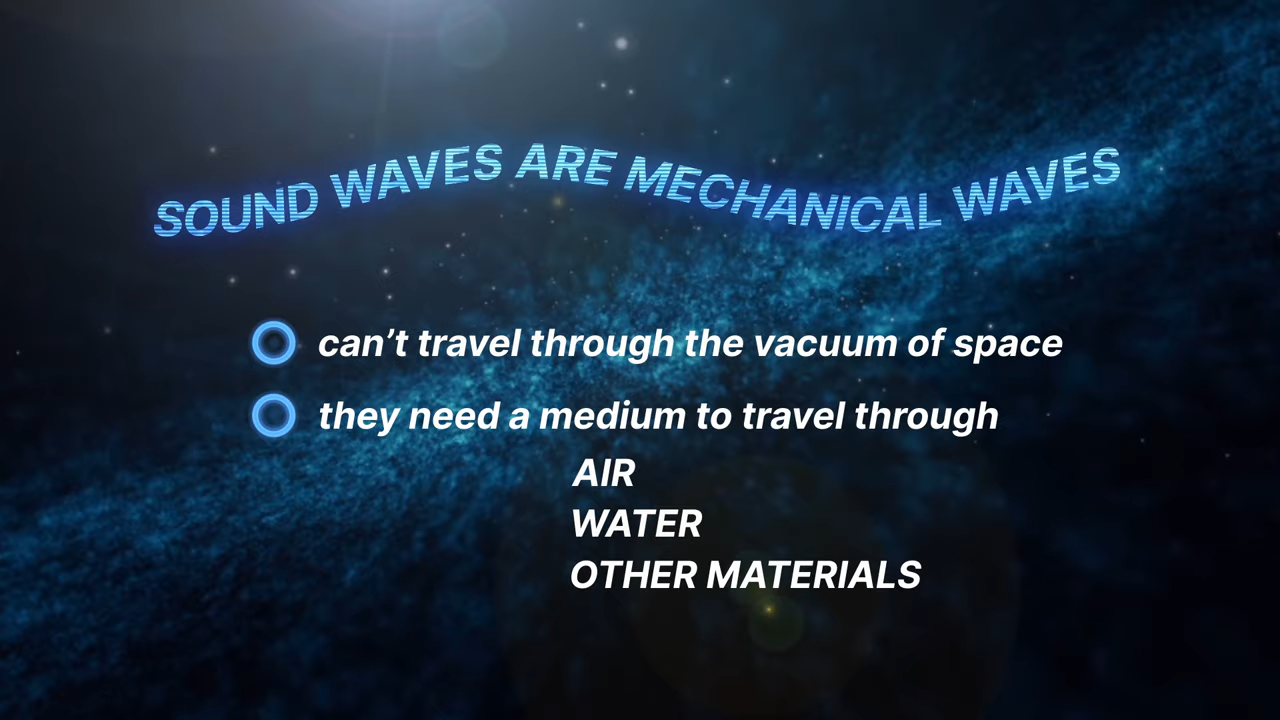 SOUND WAVES ARE MECHANICAL WAVES
can’t travel through the vacuum of space
they need a medium to travel through
AIR
WATER
OTHER MATERIALS